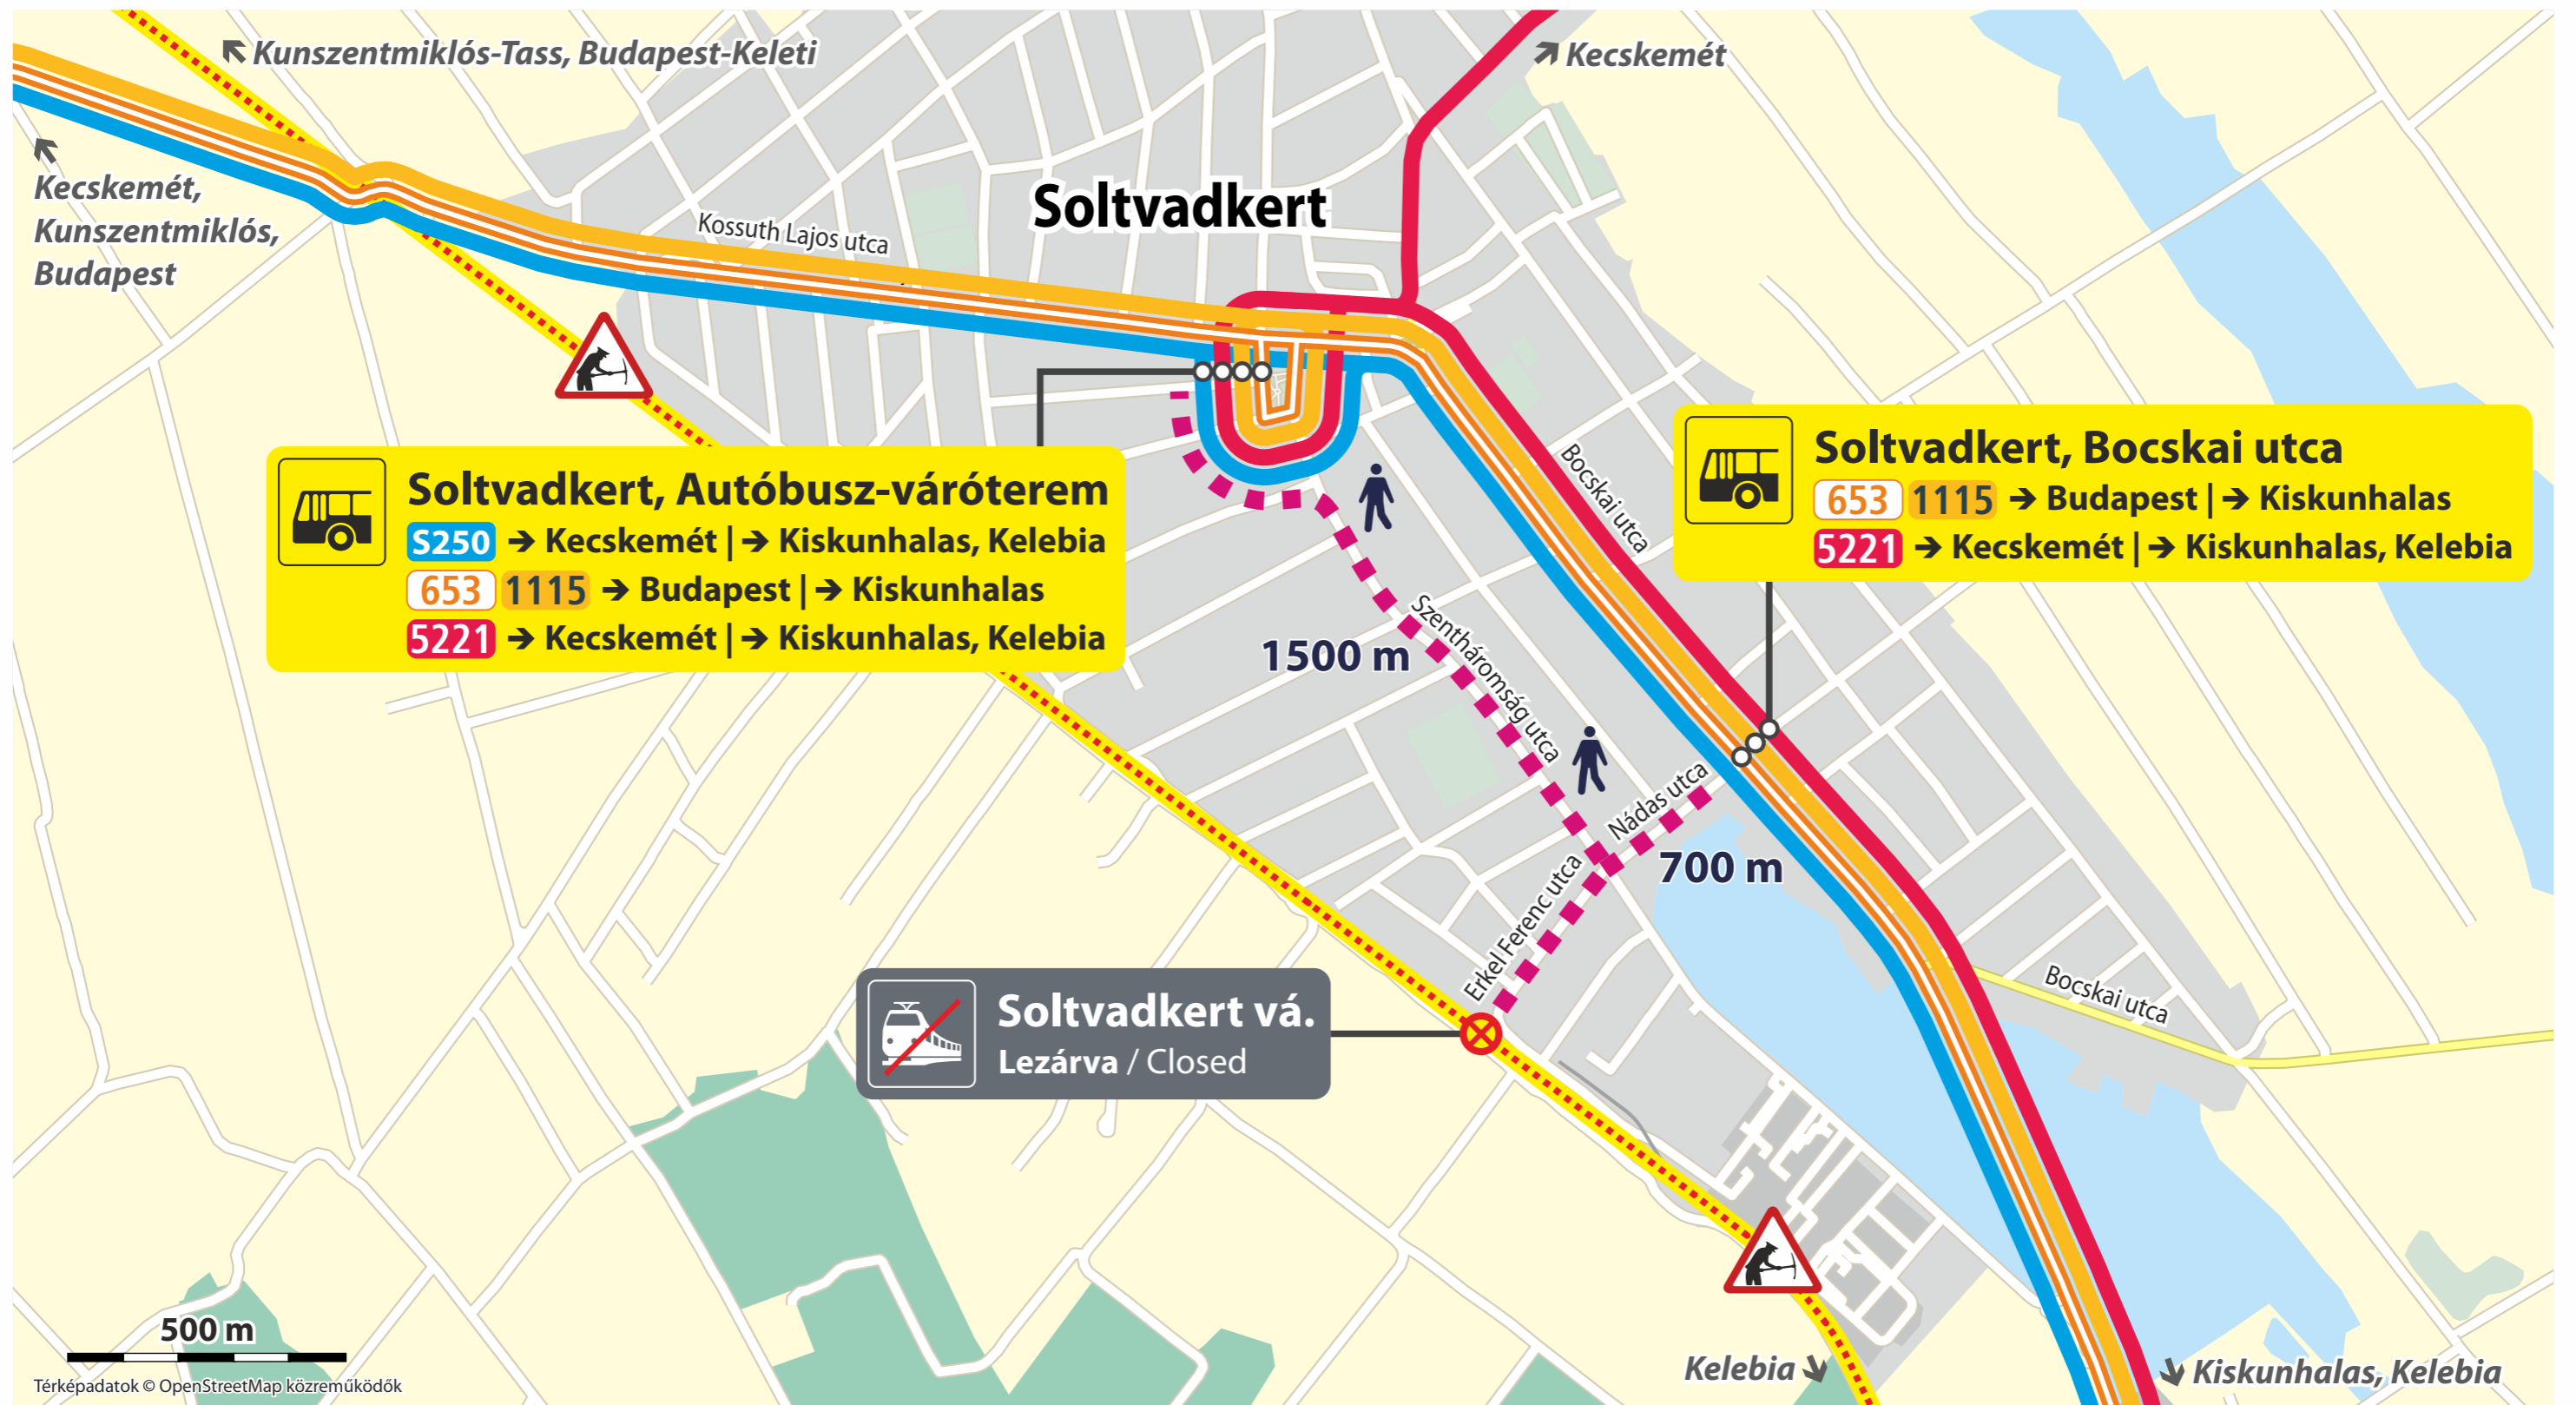 Kunszentmiklós-Tass, Budapest-Keleti
Kecskemét
Kecskemét,
Kunszentmiklós,
Budapest
Soltvadkert
Kossuth Lajos utca
Soltvadkert, Autóbusz-váróterem
S250 → Kecskemét | → Kiskunhalas, Kelebia
653 1115 → Budapest | → Kiskunhalas
5221 → Kecskemét | → Kiskunhalas, Kelebia
Bocskai utca
Soltvadkert, Bocskai utca
653 1115 → Budapest | → Kiskunhalas
5221 → Kecskemét | → Kiskunhalas, Kelebia
1500 m
Szentháromság utca
Nádas utca
700 m
Erkel Ferenc utca
Bocskai utca
Soltvadkert vá.
Lezárva / Closed
500 m
Kelebia
Kiskunhalas, Kelebia
Térképadatok © OpenStreetMap közreműködők